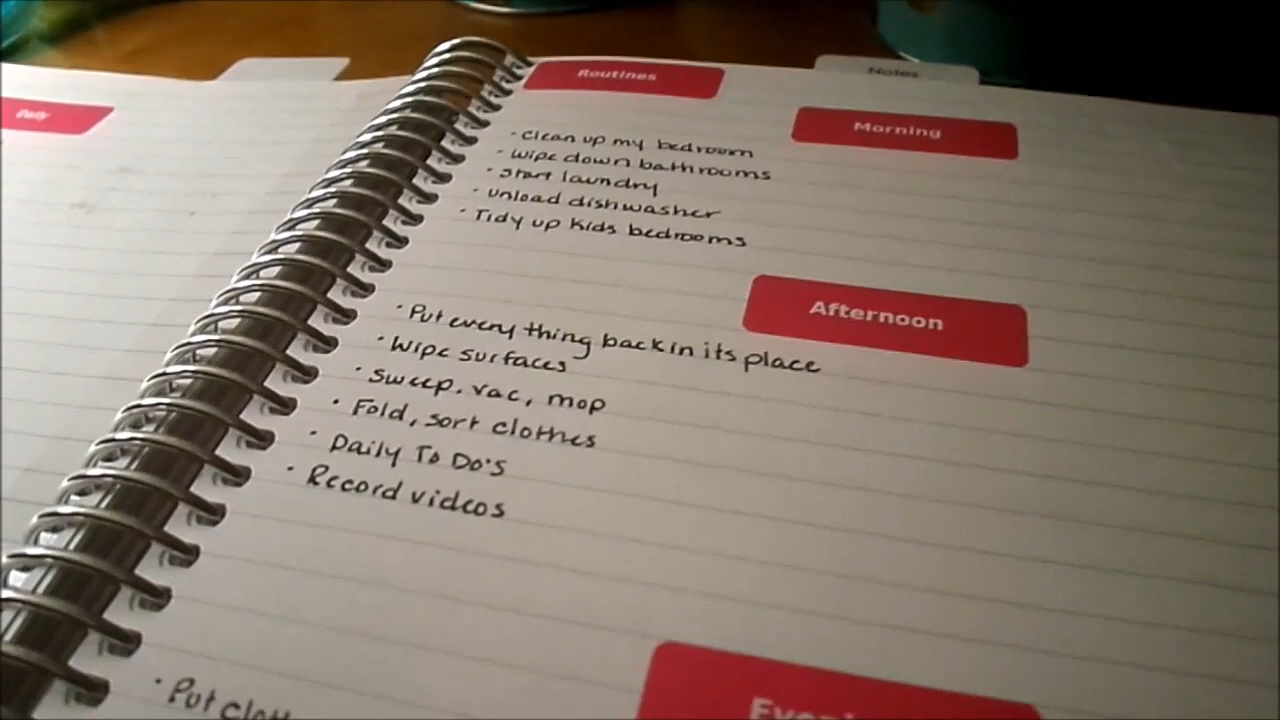 Notes
Daily
Routines
Morning
· Clean up my bedroom
· Wipe down bathrooms
· Start laundry
· Unload dishwasher
· Tidy up kids bedrooms
Afternoon
· Put every thing back in its place
· Wipe surfaces
· Sweep, vac, mop
· Fold, sort clothes
· Daily To Do's
· Record videos
· Put